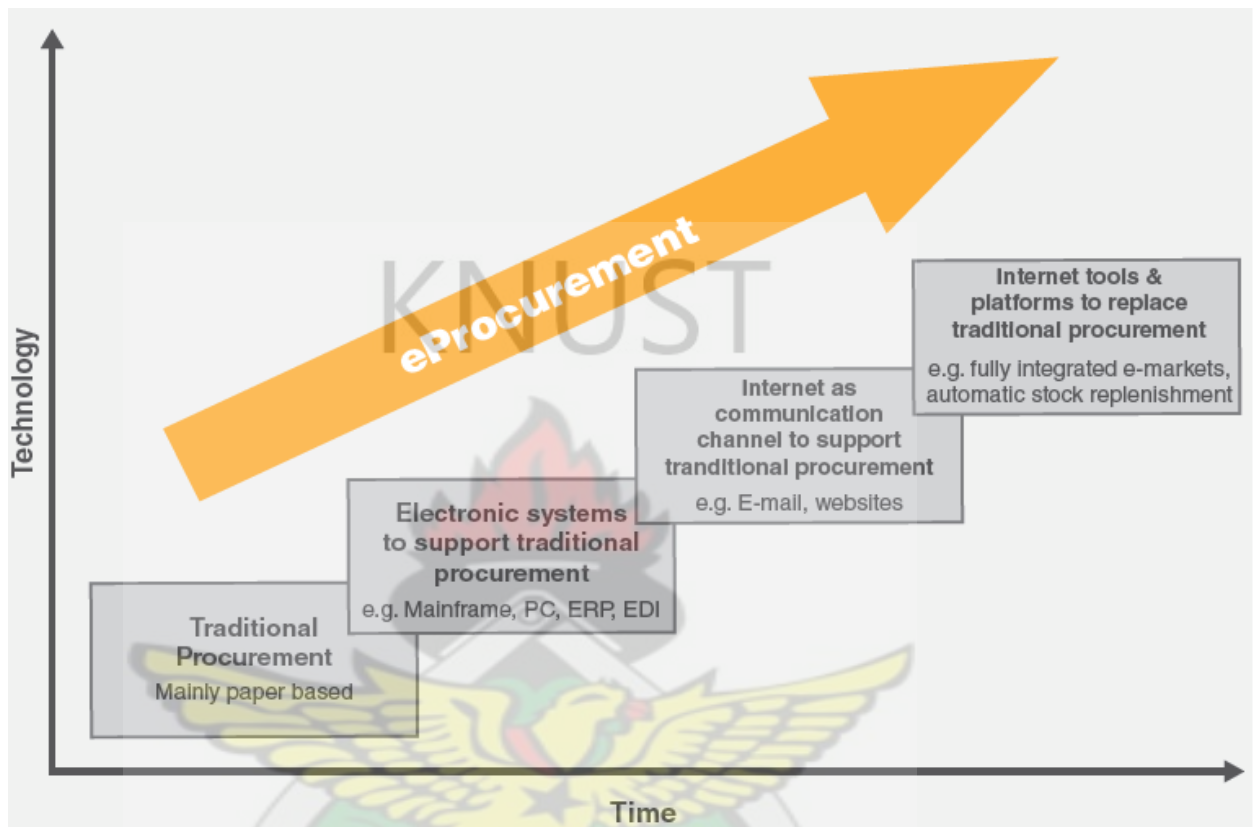 Technology
eProcurement
KNUST
Internet tools &
platforms to replace
traditional procurement
e.g. fully integrated e-markets,
automatic stock replenishment
Internet as
communication
channel to support
tranditional procurement
e.g. E-mail, websites
Electronic systems
to support traditional
procurement
e.g. Mainframe, PC, ERP, EDI
Traditional
Procurement
Mainly paper based
Time